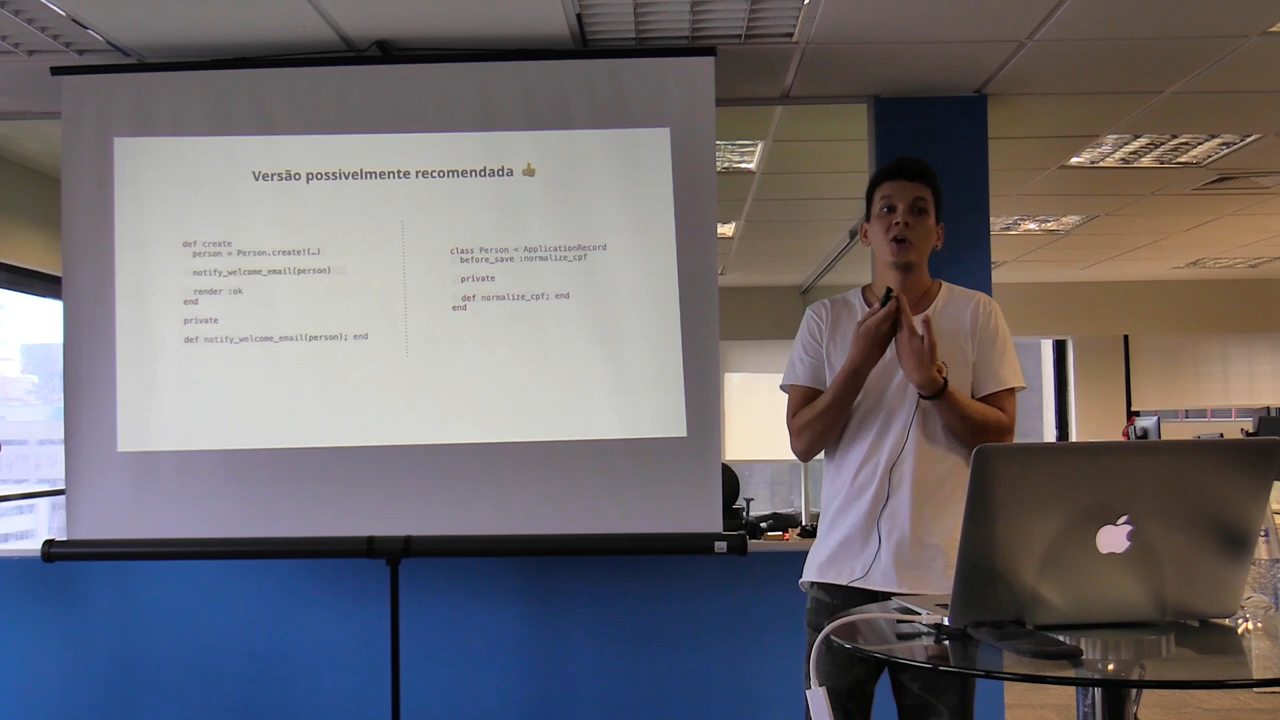 Versão possivelmente recomendada 👍
def create
person = Person.create!(…)
notify_welcome_email(person)
render :ok
end
private
def notify_welcome_email(person); end
class Person < ApplicationRecord
before_save :normalize_cpf
private
def normalize_cpf; end
end